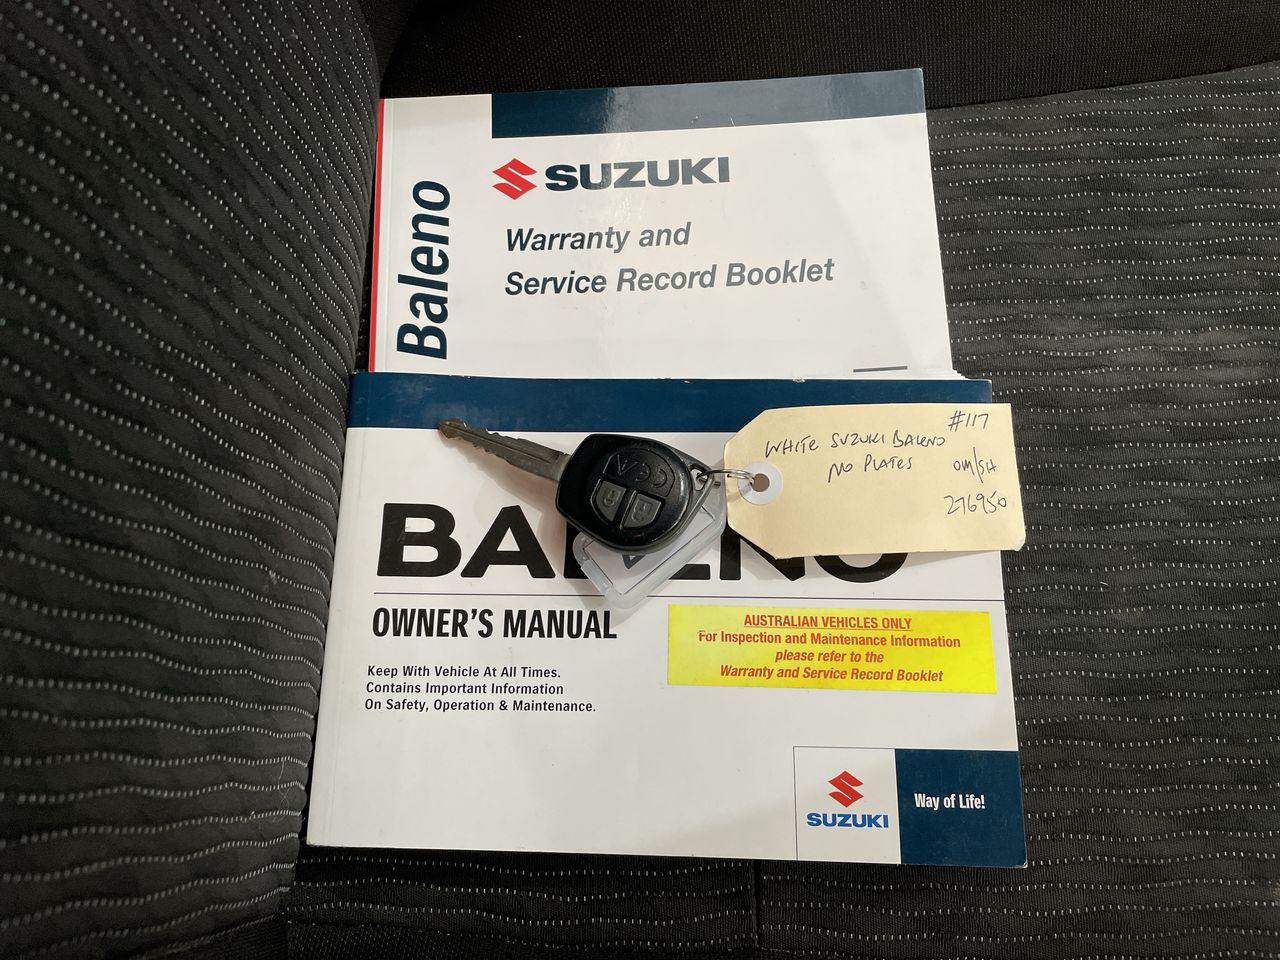 Baleno
SUZUKI
Warranty and
Service Record Booklet
#117
WHITE SUZUKI BALENO
NO PLATES
OM/SH
276950
OWNER'S MANUAL
AUSTRALIAN VEHICLES ONLY
For Inspection and Maintenance Information
please refer to the
Warranty and Service Record Booklet
Keep With Vehicle At All Times.
Contains Important Information
On Safety, Operation & Maintenance.
SUZUKI
Way of Life!